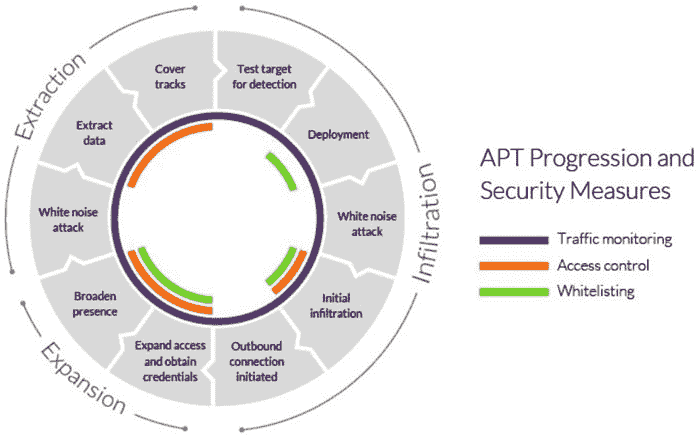 APT Progression and
Security Measures
Traffic monitoring
Access control
Whitelisting
Infiltration
Test target
for detection
Deployment
White noise
attack
Initial
infiltration
Outbound
connection
initiated
Expansion
Expand access
and obtain
credentials
Broaden
presence
Extraction
White noise
attack
Extract
data
Cover
tracks